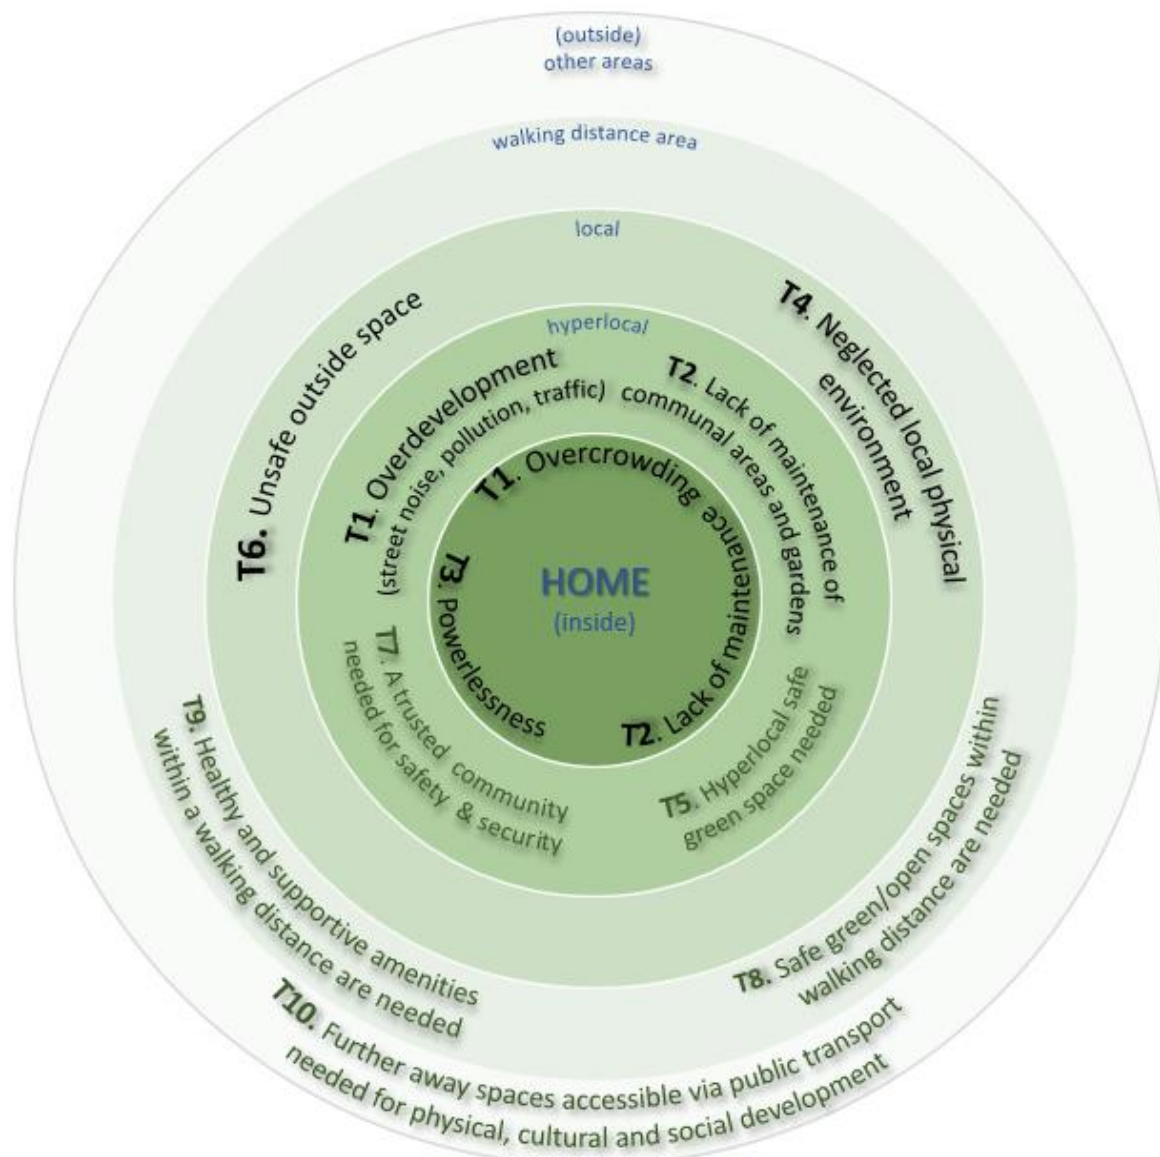 (outside)
other areas
walking distance area
local
hyperlocal
T6. Unsafe outside space
T4. Neglected local physical
environment
T1. Overdevelopment
(street noise, pollution, traffic)
T2. Lack of maintenance of
communal areas and gardens
T1. Overcrowding
T3. Powerlessness
T2. Lack of maintenance
HOME
(inside)
T7. A trusted community
needed for safety & security
T5. Hyperlocal safe
green space needed
T9. Healthy and supportive amenities
within a walking distance are needed
T8. Safe green/open spaces within
walking distance are needed
T10. Further away spaces accessible via public transport
needed for physical, cultural and social development